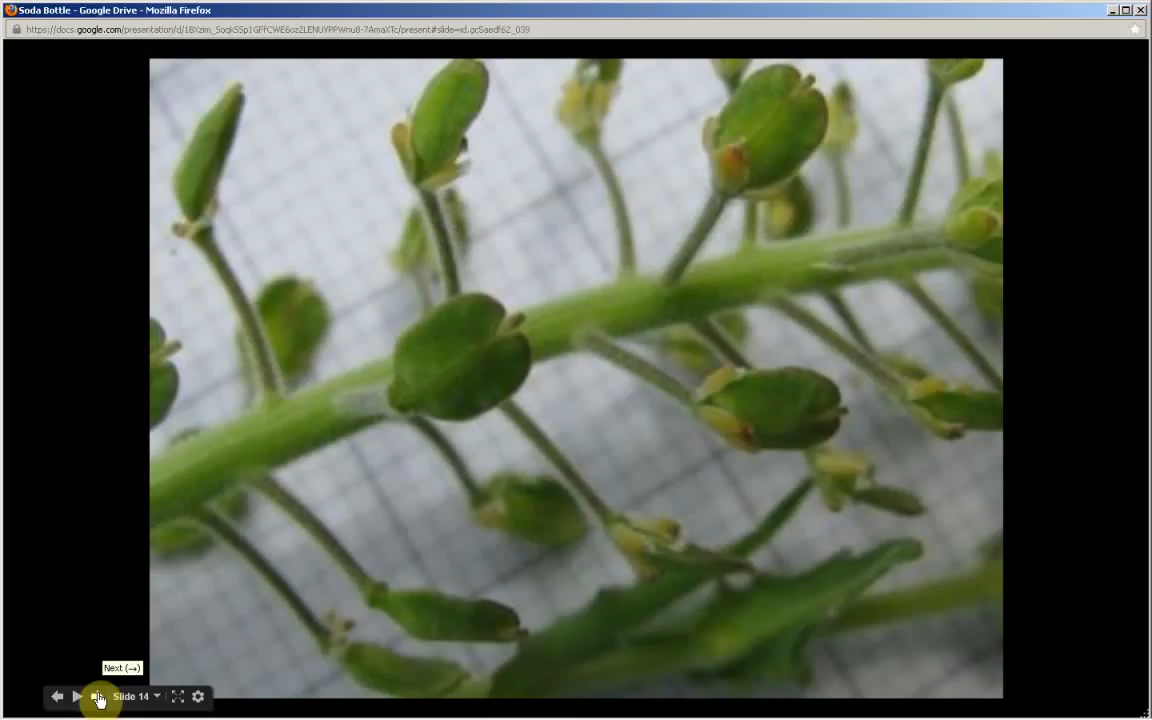 Soda Bottle - Google Drive - Mozilla Firefox
Next (→)
Slide 14